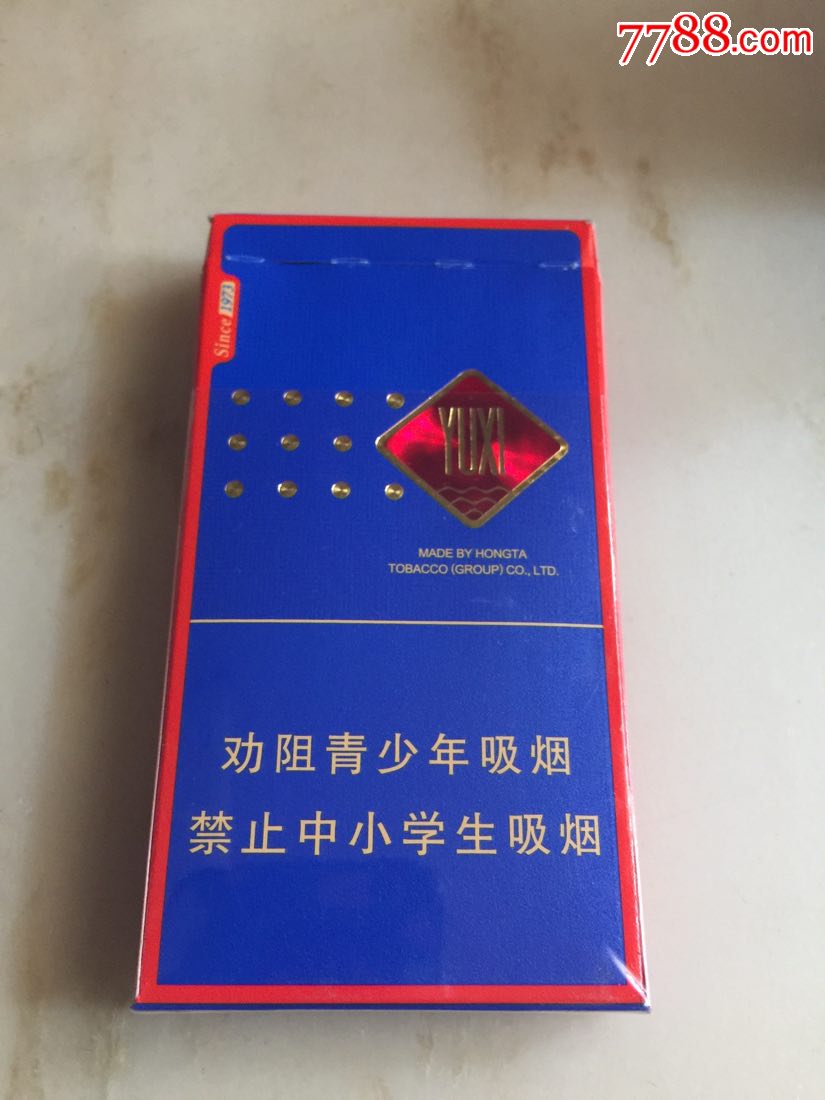 7788.com
Since 1973
YUXI
MADE BY HONGTA
TOBACCO (GROUP) CO., LTD.
劝阻青少年吸烟
禁止中小学生吸烟